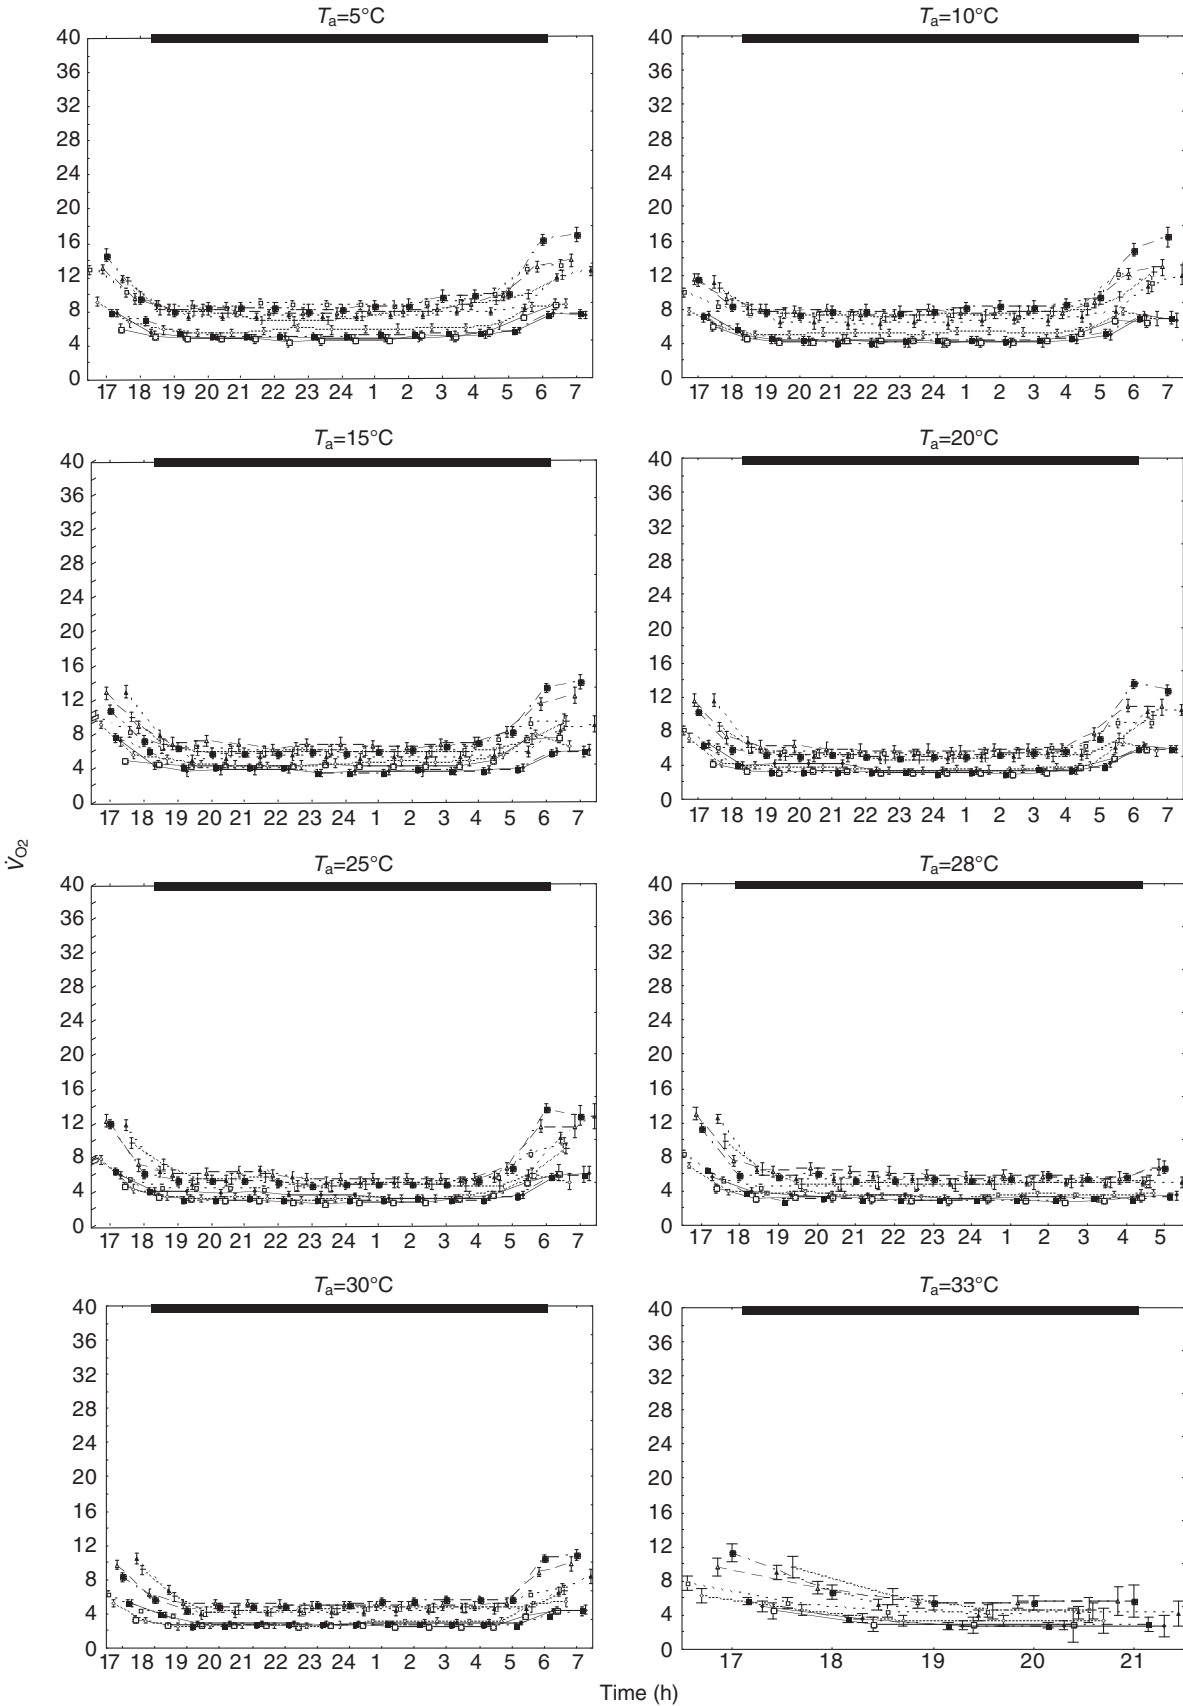 Ta=5°C
Ta=10°C
40 36 32 28 24 20 16 12 8 4 0
17 18 19 20 21 22 23 24 1 2 3 4 5 6 7
17 18 19 20 21 22 23 24 1 2 3 4 5 6 7
Ta=15°C
Ta=20°C
40 36 32 28 24 20 16 12 8 4 0
40 36 32 28 24 20 16 12 8 4 0
40 36 32 28 24 20 16 12 8 4 0
17 18 19 20 21 22 23 24 1 2 3 4 5 6 7
17 18 19 20 21 22 23 24 1 2 3 4 5 6 7
V̇O2
Ta=25°C
Ta=28°C
40 36 32 28 24 20 16 12 8 4 0
40 36 32 28 24 20 16 12 8 4 0
17 18 19 20 21 22 23 24 1 2 3 4 5 6 7
17 18 19 20 21 22 23 24 1 2 3 4 5
Ta=30°C
Ta=33°C
40 36 32 28 24 20 16 12 8 4 0
40 36 32 28 24 20 16 12 8 4 0
17 18 19 20 21 22 23 24 1 2 3 4 5 6 7
17 18 19 20 21
Time (h)